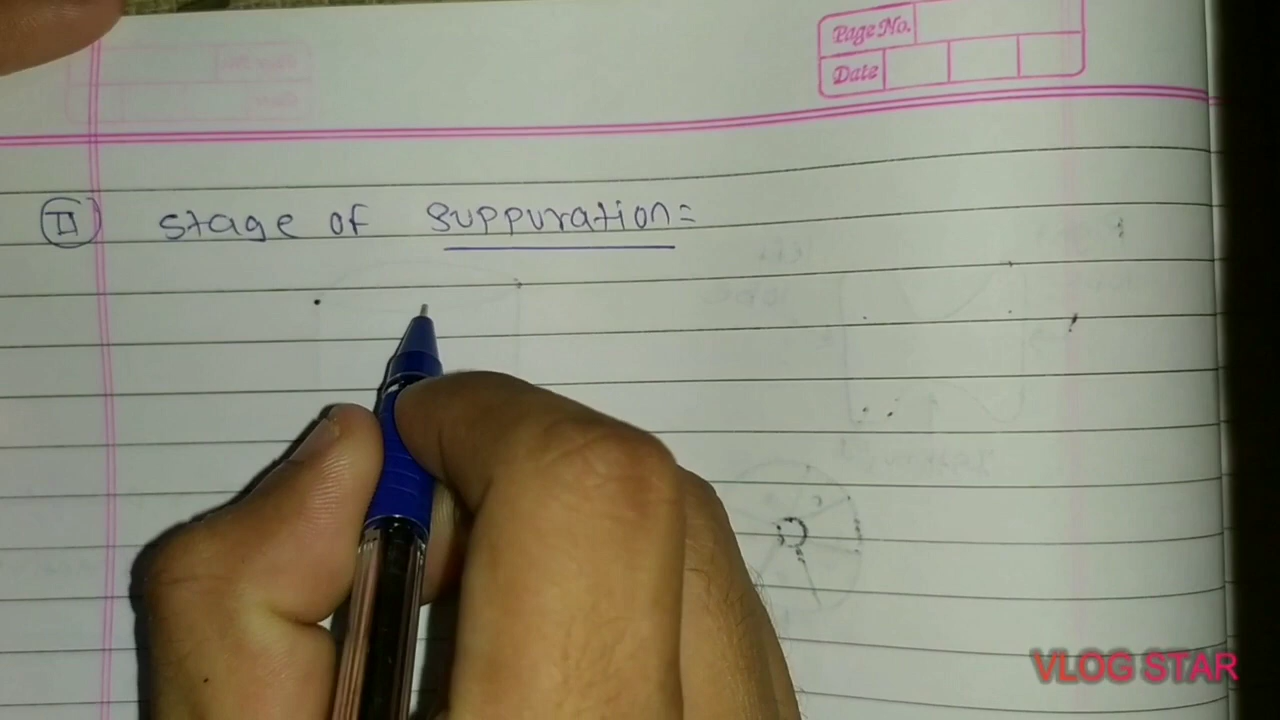 Page No.
Date
II) stage of suppuration=
VLOG STAR